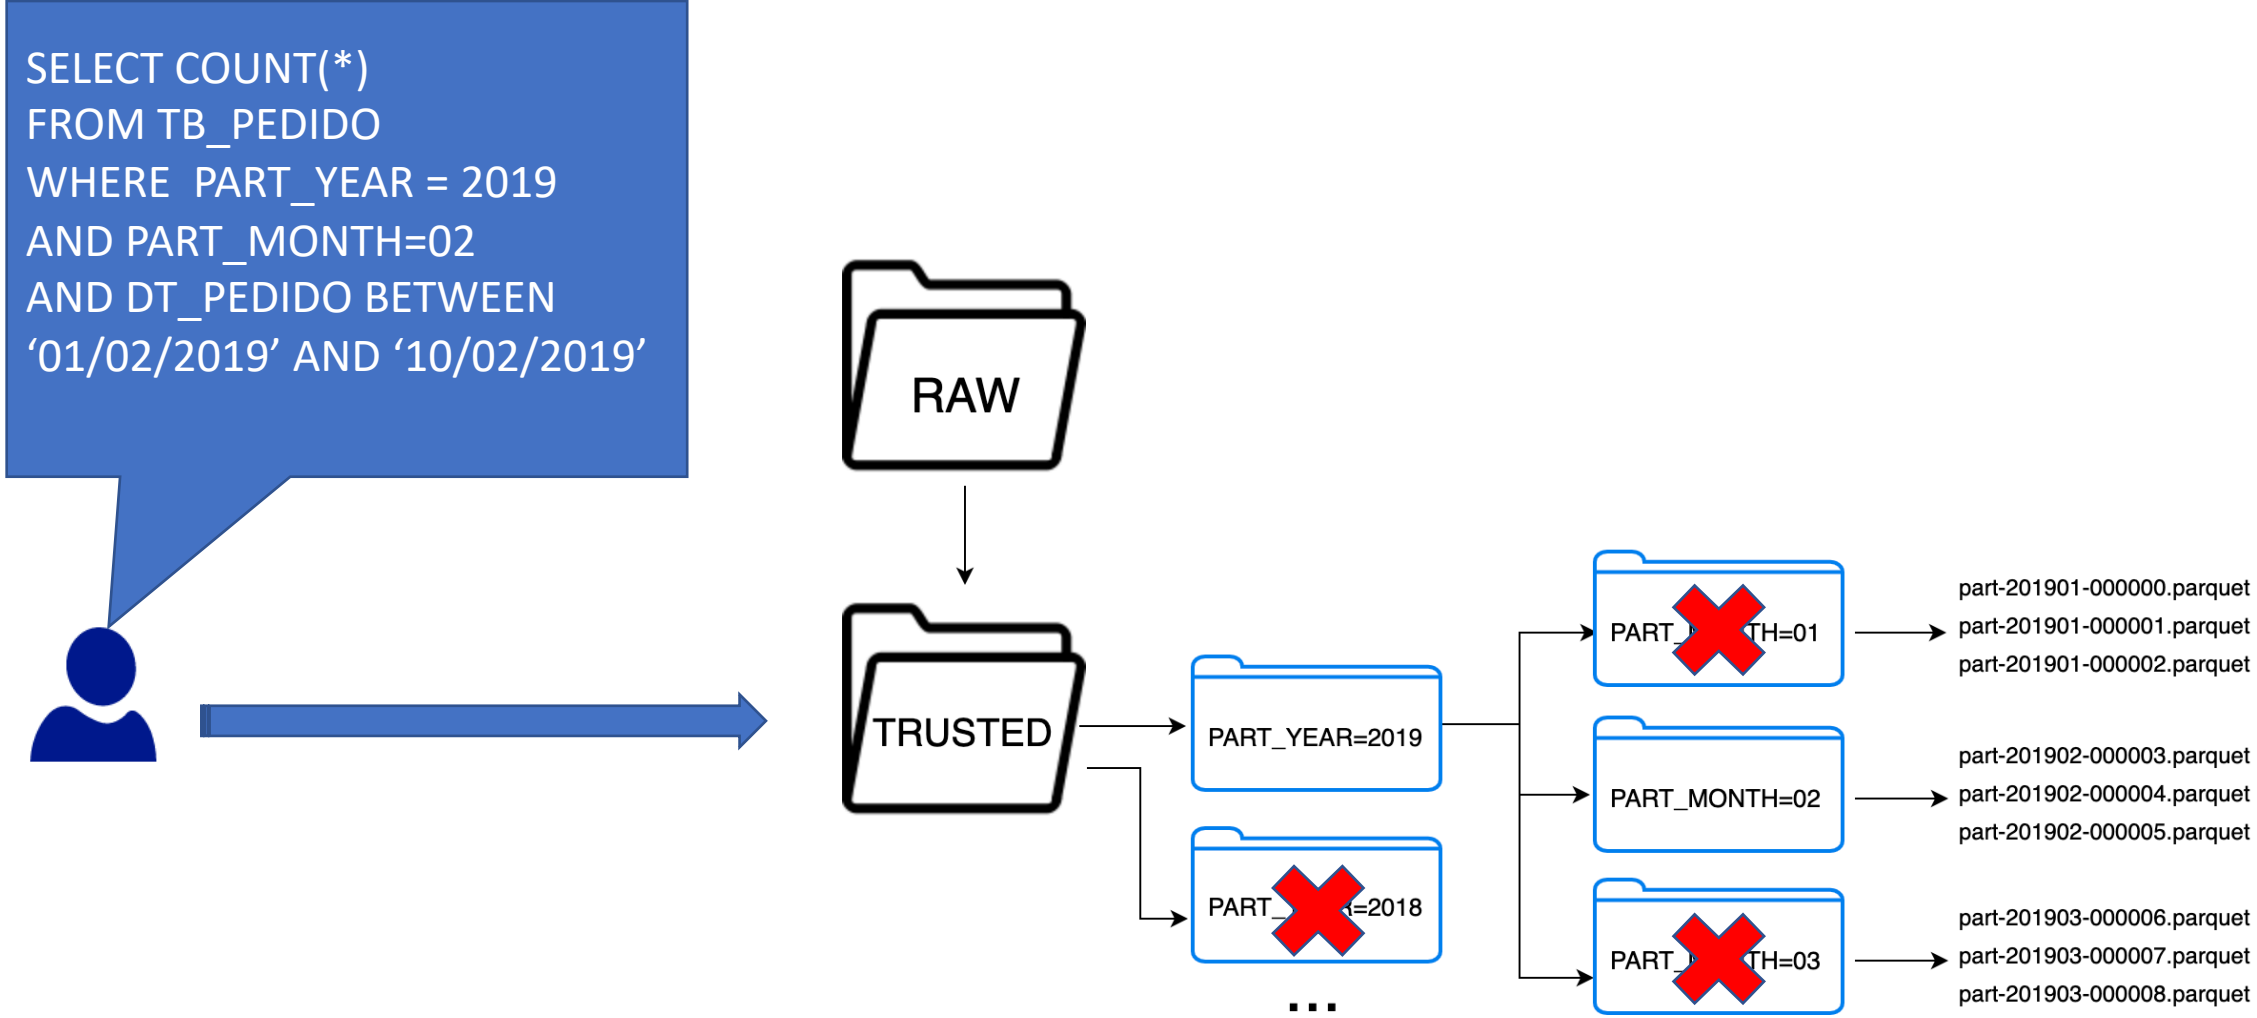 SELECT COUNT(*)
FROM TB_PEDIDO
WHERE  PART_YEAR = 2019
AND PART_MONTH=02
AND DT_PEDIDO BETWEEN
‘01/02/2019’ AND ‘10/02/2019’
RAW
TRUSTED
PART_YEAR=2019
PART_ R=2018
...
PART_ TH=01
PART_MONTH=02
PART_ TH=03
part-201901-000000.parquet
part-201901-000001.parquet
part-201901-000002.parquet
part-201902-000003.parquet
part-201902-000004.parquet
part-201902-000005.parquet
part-201903-000006.parquet
part-201903-000007.parquet
part-201903-000008.parquet